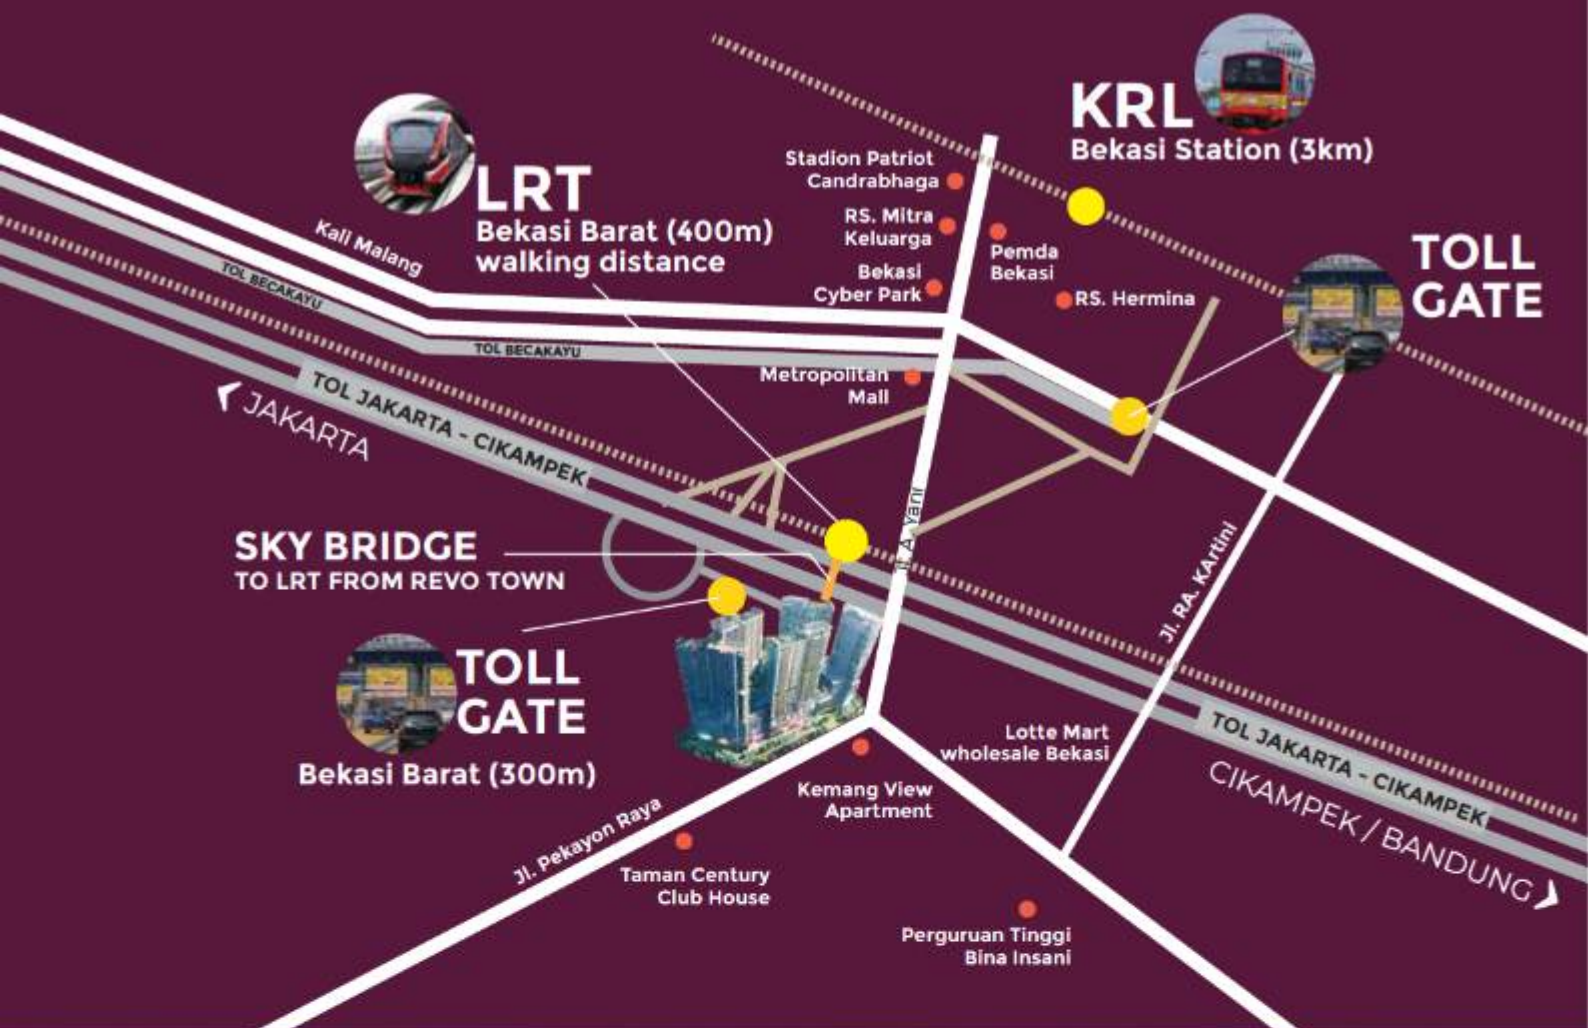 KRL
Bekasi Station (3km)
LRT
Bekasi Barat (400m)
walking distance
Stadion Patriot
Candrabhaga
RS. Mitra
Keluarga
Pemda
Bekasi
Bekasi
Cyber Park
RS. Hermina
TOLL
GATE
Kali Malang
TOL BECAKAYU
TOL BECAKAYU
Metropolitan
Mall
TOL JAKARTA - CIKAMPEK
JAKARTA
Jl. A. Yani
SKY BRIDGE
TO LRT FROM REVO TOWN
Jl. RA. Kartini
TOLL
GATE
Bekasi Barat (300m)
Lotte Mart
wholesale Bekasi
TOL JAKARTA - CIKAMPEK
CIKAMPEK / BANDUNG
Kemang View
Apartment
Jl. Pekayon Raya
Taman Century
Club House
Perguruan Tinggi
Bina Insani